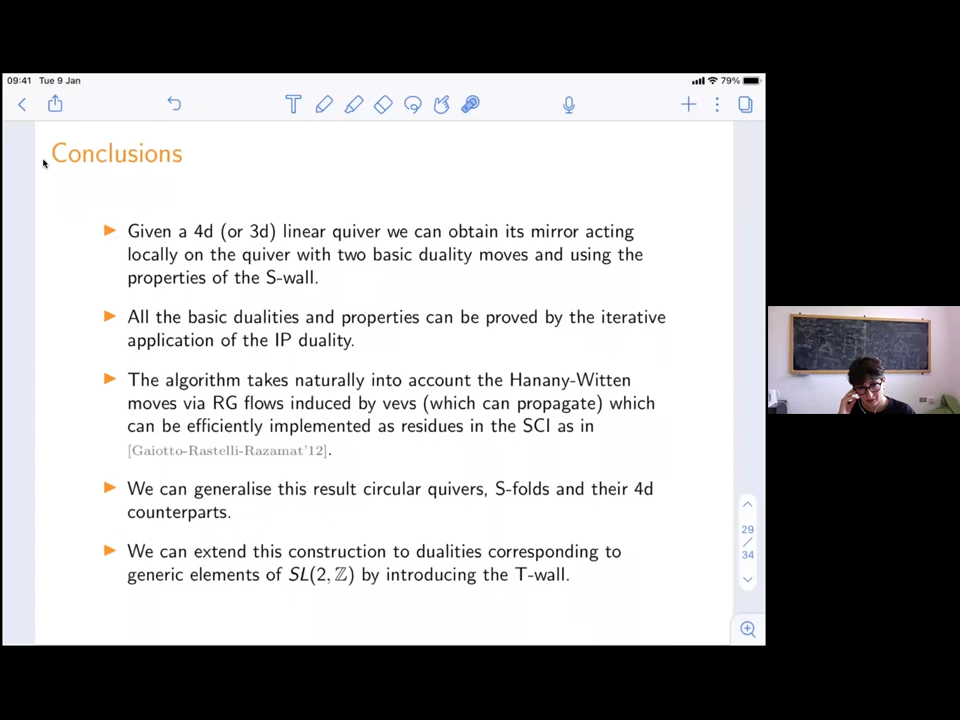 09:41 Tue 9 Jan
79%
Conclusions
Given a 4d (or 3d) linear quiver we can obtain its mirror acting
locally on the quiver with two basic duality moves and using the
properties of the S-wall.
All the basic dualities and properties can be proved by the iterative
application of the IP duality.
The algorithm takes naturally into account the Hanany-Witten
moves via RG flows induced by vevs (which can propagate) which
can be efficiently implemented as residues in the SCI as in
[Gaiotto-Rastelli-Razamat'12].
We can generalise this result circular quivers, S-folds and their 4d
counterparts.
We can extend this construction to dualities corresponding to
generic elements of SL(2, ℤ) by introducing the T-wall.
29
/
34